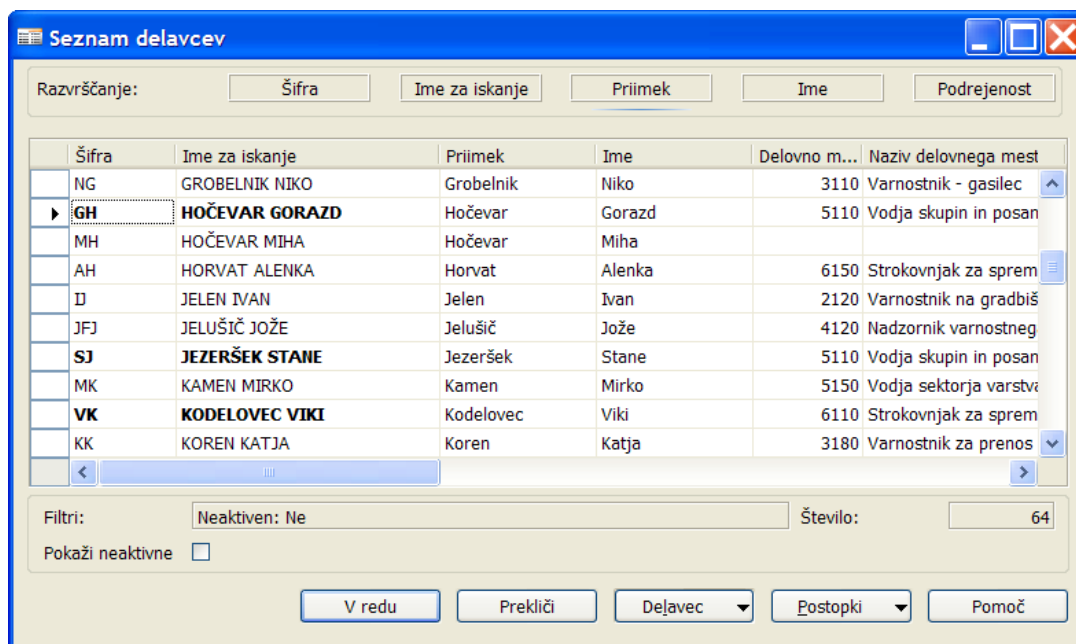 Seznam delavcev
Razvrščanje: Šifra Ime za iskanje Priimek Ime Podrejenost
Šifra Ime za iskanje Priimek Ime Delovno m... Naziv delovnega mest
NG GROBELNIK NIKO Grobelnik Niko 3110 Varnostnik - gasilec
GH HOČEVAR GORAZD Hočevar Gorazd 5110 Vodja skupin in posan
MH HOČEVAR MIHA Hočevar Miha
AH HORVAT ALENKA Horvat Alenka 6150 Strokovnjak za sprem
IJ JELEN IVAN Jelen Ivan 2120 Varnostnik na gradbiš
JFJ JELUŠIČ JOŽE Jelušič Jože 4120 Nadzornik varnostneg
SJ JEZERŠEK STANE Jezeršek Stane 5110 Vodja skupin in posan
MK KAMEN MIRKO Kamen Mirko 5150 Vodja sektorja varstva
VK KODELOVEC VIKI Kodelovec Viki 6110 Strokovnjak za sprem
KK KOREN KATJA Koren Katja 3180 Varnostnik za prenos
Filtri: Neaktiven: Ne Število: 64
Pokaži neaktivne
V redu Prekliči Delavec Postopki Pomoč